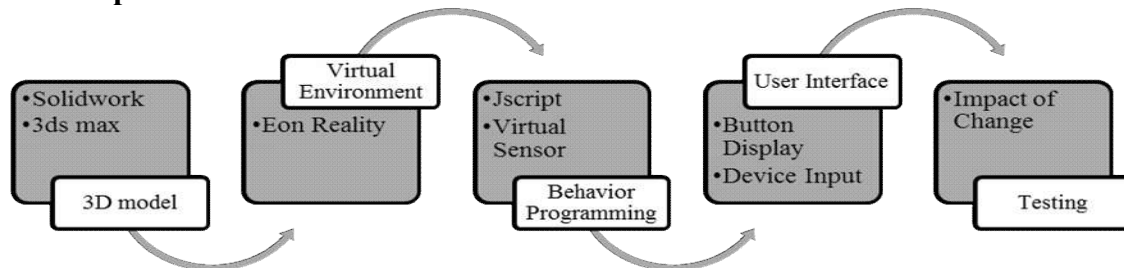 •Solidwork
•3ds max
3D model
Virtual
Environment
•Eon Reality
•Jscript
•Virtual
Sensor
Behavior
Programming
User Interface
•Button
Display
•Device Input
•Impact of
Change
Testing